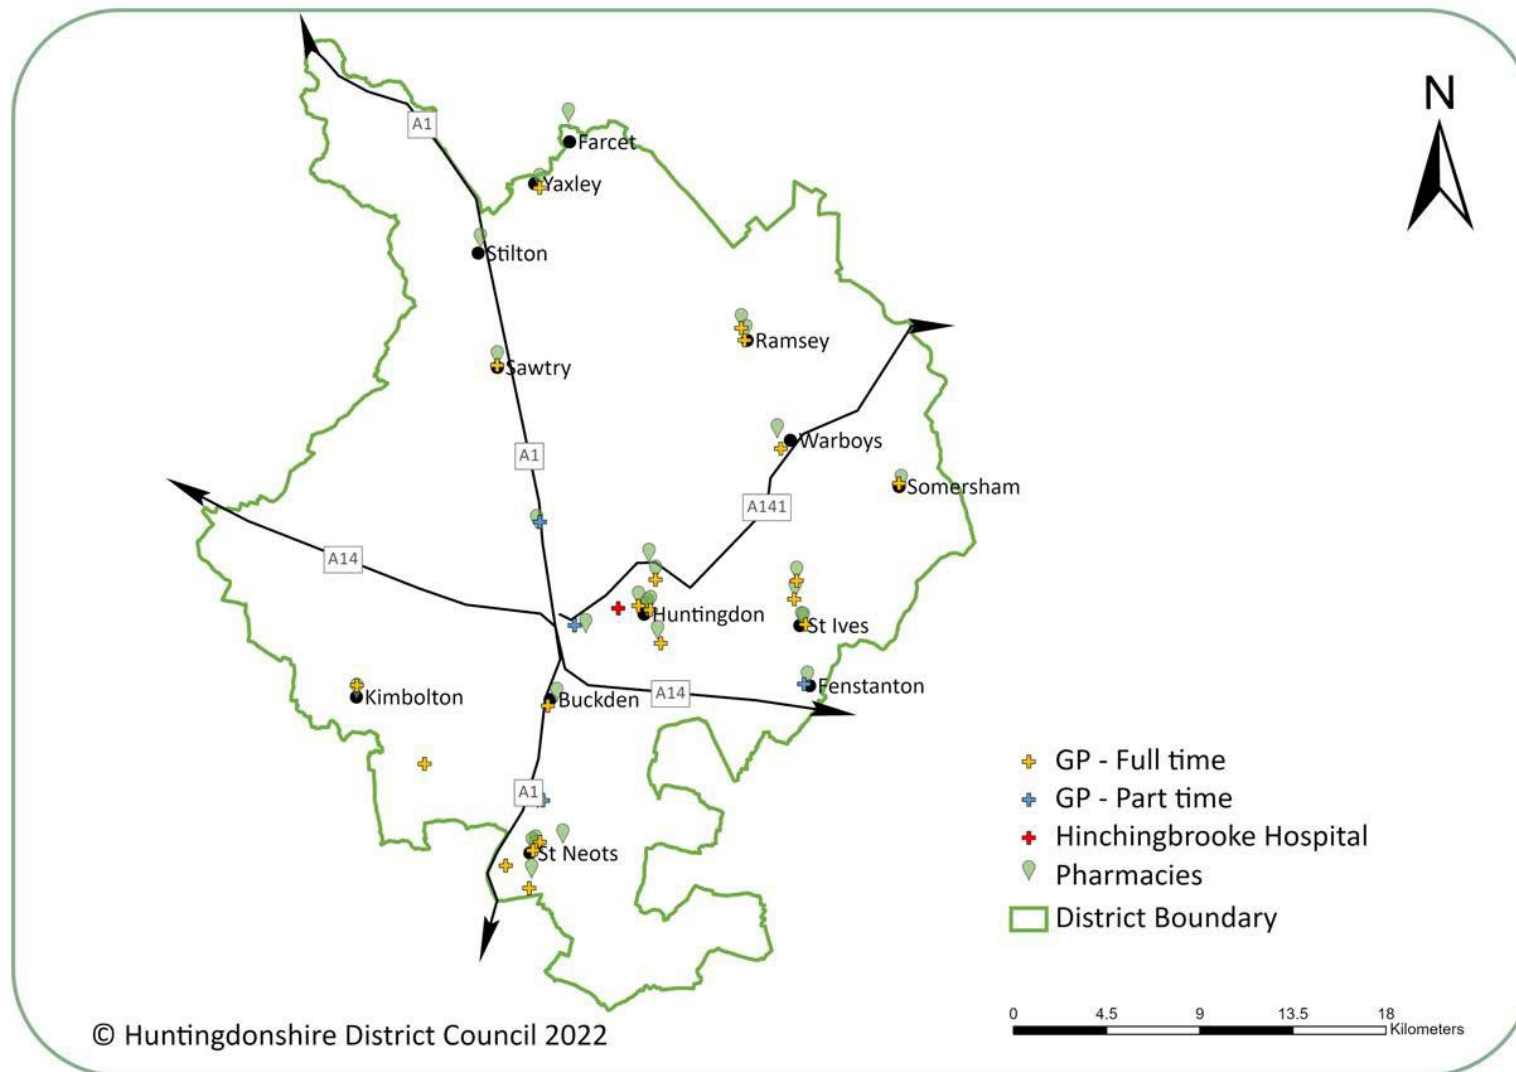 N
A1
Farcet
Yaxley
Stilton
Ramsey
Sawtry
Warboys
A1
Somersham
A141
A14
Huntingdon
St Ives
Fenstanton
Kimbolton
Buckden
A14
A1
St Neots
GP - Full time
GP - Part time
Hinchingbrooke Hospital
Pharmacies
District Boundary
0 4.5 9 13.5 18
Kilometers
© Huntingdonshire District Council 2022